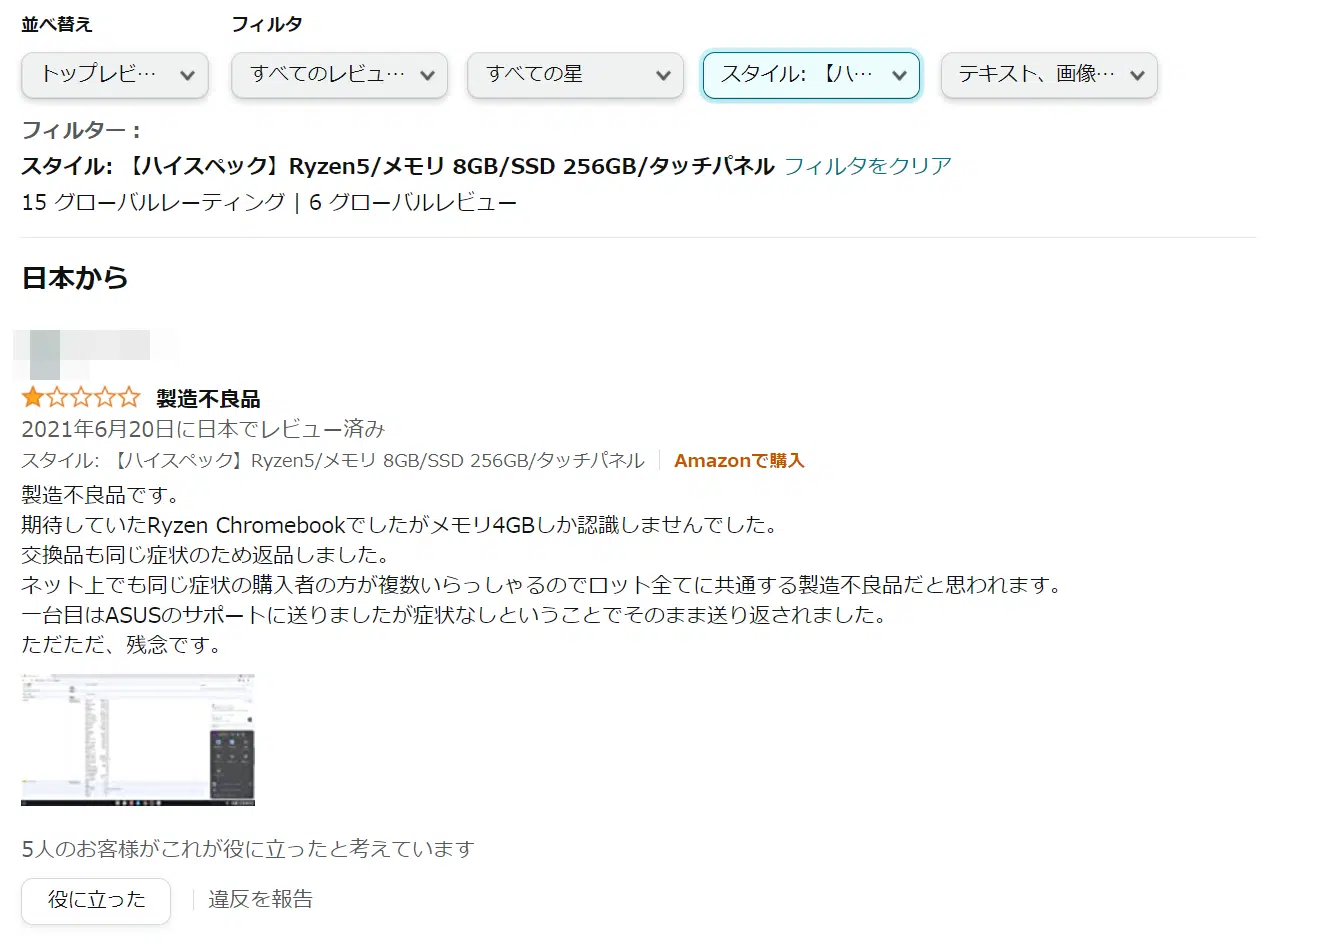 並べ替え フィルタ
トップレビ… すべてのレビュ… すべての星 スタイル: 【ハ… テキスト、画像…
フィルター：
スタイル: 【ハイスペック】Ryzen5/メモリ 8GB/SSD 256GB/タッチパネル フィルタをクリア
15 グローバルレーティング | 6 グローバルレビュー
日本から
製造不良品
2021年6月20日に日本でレビュー済み
スタイル: 【ハイスペック】Ryzen5/メモリ 8GB/SSD 256GB/タッチパネル Amazonで購入
製造不良品です。
期待していたRyzen Chromebookでしたがメモリ4GBしか認識しませんでした。
交換品も同じ症状のため返品しました。
ネット上でも同じ症状の購入者の方が複数いらっしゃるのでロット全てに共通する製造不良品だと思われます。
一台目はASUSのサポートに送りましたが症状なしということでそのまま送り返されました。
ただただ、残念です。
5人のお客様がこれが役に立ったと考えています
役に立った 違反を報告